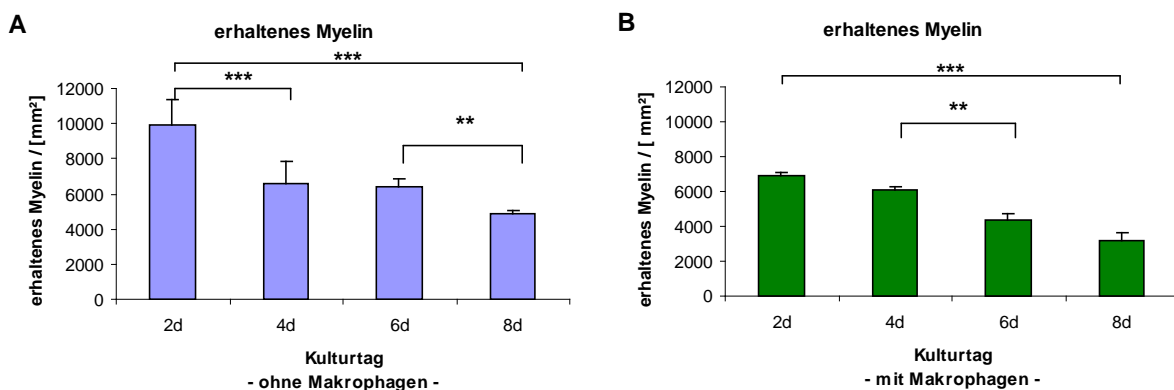 A
erhaltenes Myelin
***
***
**
12000
10000
8000
6000
4000
2000
0
erhaltenes Myelin / [mm²]
2d 4d 6d 8d
Kulturtag
- ohne Makrophagen -
B
erhaltenes Myelin
***
**
12000
10000
8000
6000
4000
2000
0
erhaltenes Myelin / [ mm²]
2d 4d 6d 8d
Kulturtag
- mit Makrophagen -